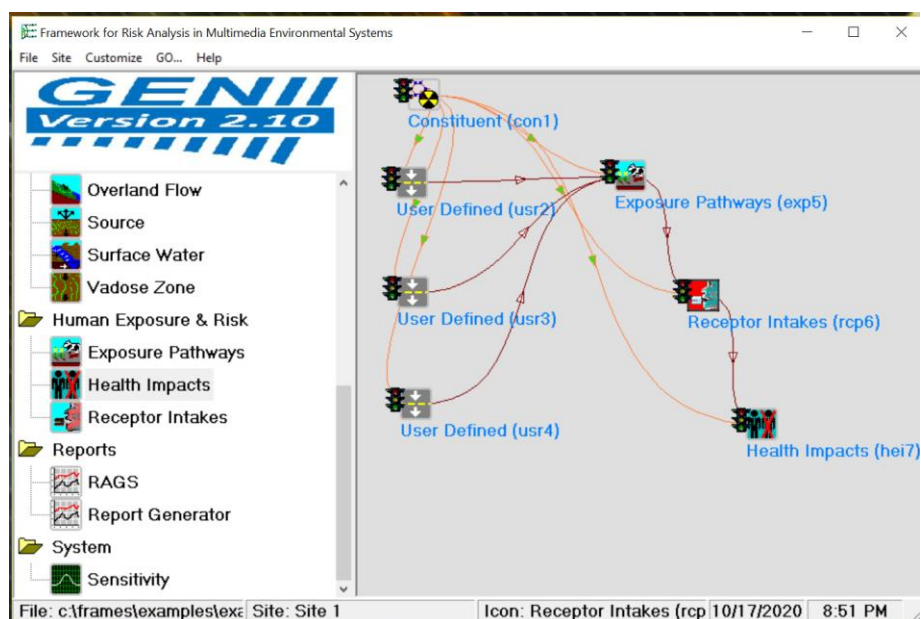 Framework for Risk Analysis in Multimedia Environmental Systems
File Site Customize GO... Help
GENII
Version 2.10
Overland Flow
Source
Surface Water
Vadose Zone
Human Exposure & Risk
Exposure Pathways
Health Impacts
Receptor Intakes
Reports
RAGS
Report Generator
System
Sensitivity
Constituent (con1)
User Defined (usr2)
Exposure Pathways (exp5)
User Defined (usr3)
Receptor Intakes (rcp6)
User Defined (usr4)
Health Impacts (hei7)
File: c:\frames\examples\exa Site: Site 1 Icon: Receptor Intakes (rcp 10/17/2020 8:51 PM